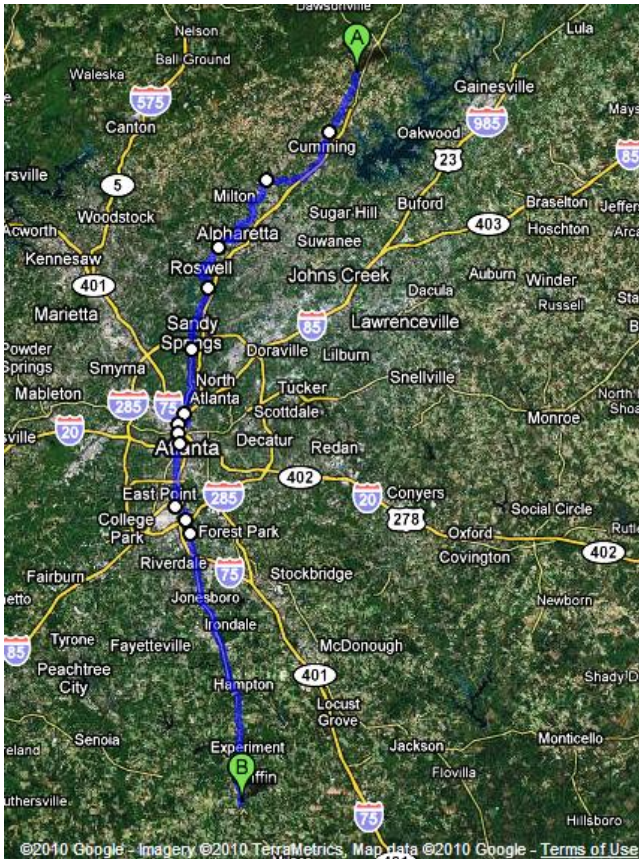 Dawsonville
Nelson
Lula
A
Ball Ground
Waleska
Gainesville
575
985
Canton
Cumming
Oakwood
23
85
5
Milton
Woodstock
Sugar Hill
Buford
Braselton
403
Hoschton
Acworth
Alpharetta
Suwanee
Kennesaw
Roswell
Johns Creek
Auburn
Winder
401
Dacula
Russell
Marietta
Sandy
Springs
85
Lawrenceville
Powder
Springs
Smyrna
Doraville
Lilburn
North
Atlanta
Tucker
Snellville
Mableton
285
75
Scottdale
Monroe
20
Atlanta
Decatur
Redan
402
East Point
285
20
Conyers
College
Park
278
Social Circle
Forest Park
Oxford
402
Riverdale
Covington
Fairburn
75
Stockbridge
Jonesboro
Newborn
Irondale
85
Tyrone
Fayetteville
McDonough
Peachtree
City
401
Hampton
Locust
Grove
Senoia
Experiment
Jackson
Monticello
B
ffin
Flovilla
75
Hillsboro
©2010 Google - Imagery ©2010 TerraMetrics, Map data ©2010 Google - Terms of Use